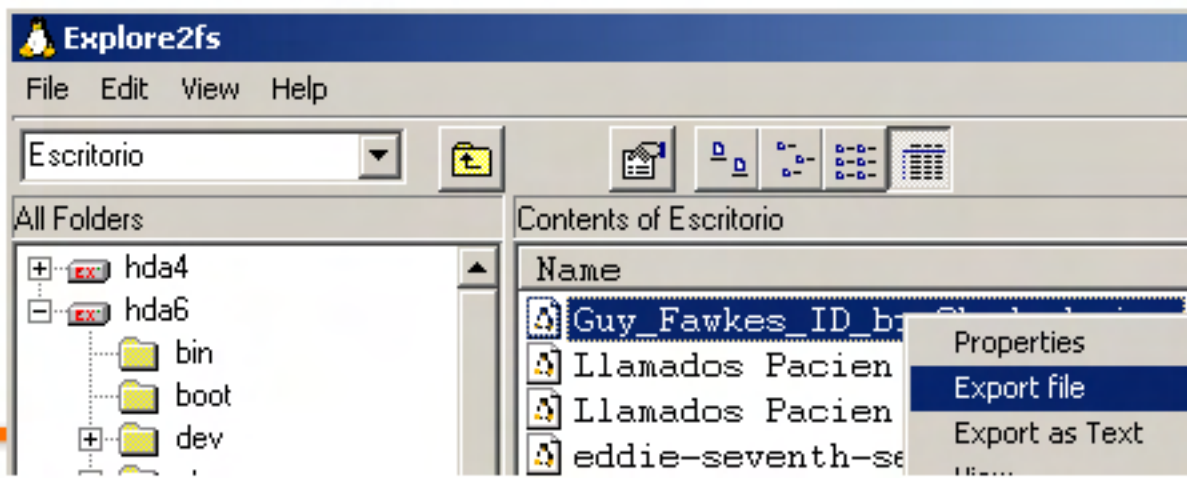 Explore2fs
File Edit View Help
Escritorio
All Folders
Contents of Escritorio
hda4
Name
hda6
Guy_Fawkes_ID
bin
Properties
Llamados Pacien
boot
Export file
Llamados Pacien
dev
Export as Text
eddie-seventh-se